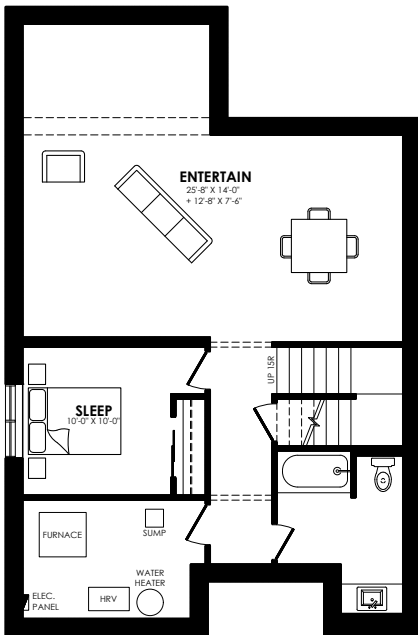 ENTERTAIN
25'-8" X 14'-0"
+ 12'-8" X 7'-6"
UP 15R
SLEEP
10'-0" X 10'-0"
FURNACE
SUMP
WATER
HEATER
ELEC.
PANEL
HRV